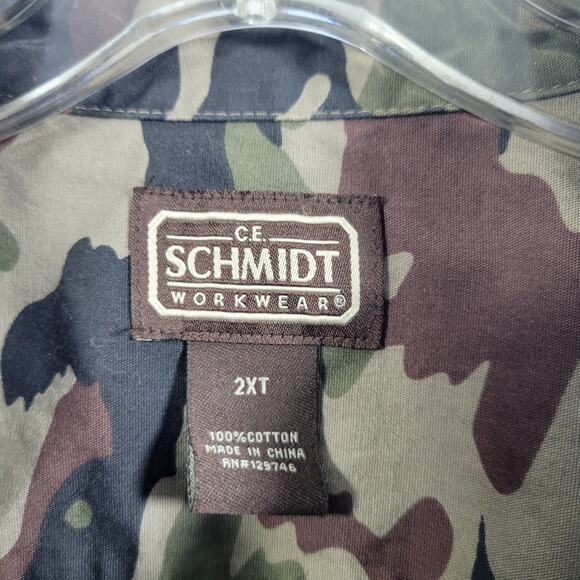 C.E.
SCHMIDT
WORKWEAR®
2XT
100%COTTON
MADE IN CHINA
RN#129746